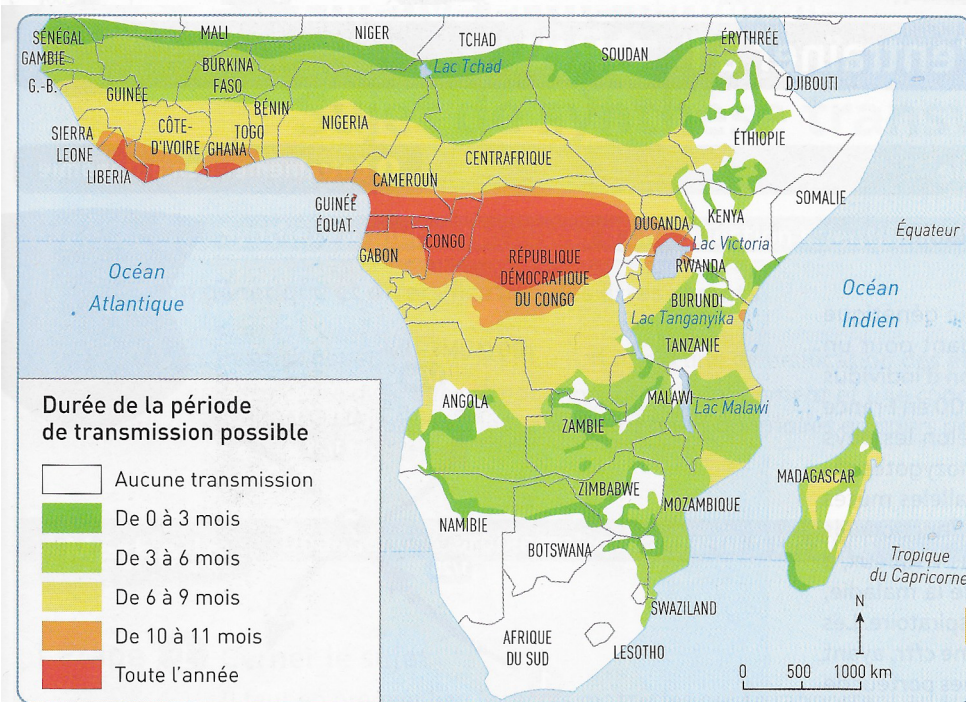 SÉNÉGAL
GAMBIE
G.-B.
MALI
NIGER
TCHAD
SOUDAN
ÉRYTHRÉE
DJIBOUTI
Lac Tchad
BURKINA
FASO
GUINÉE
BÉNIN
NIGERIA
SIERRA
LEONE
CÔTE-
D'IVOIRE
TOGO
GHANA
LIBERIA
CENTRAFRIQUE
ÉTHIOPIE
CAMEROUN
SOMALIE
GUINÉE
ÉQUAT.
OUGANDA
KENYA
Équateur
CONGO
GABON
RÉPUBLIQUE
DÉMOCRATIQUE
DU CONGO
Lac Victoria
RWANDA
Océan
Atlantique
BURUNDI
Lac Tanganyika
Océan
Indien
TANZANIE
ANGOLA
MALAWI
Lac Malawi
ZAMBIE
MADAGASCAR
ZIMBABWE
MOZAMBIQUE
NAMIBIE
BOTSWANA
Tropique
du Capricorne
SWAZILAND
AFRIQUE
DU SUD
LESOTHO
N
0 500 1000 km
Durée de la période
de transmission possible
Aucune transmission
De 0 à 3 mois
De 3 à 6 mois
De 6 à 9 mois
De 10 à 11 mois
Toute l'année